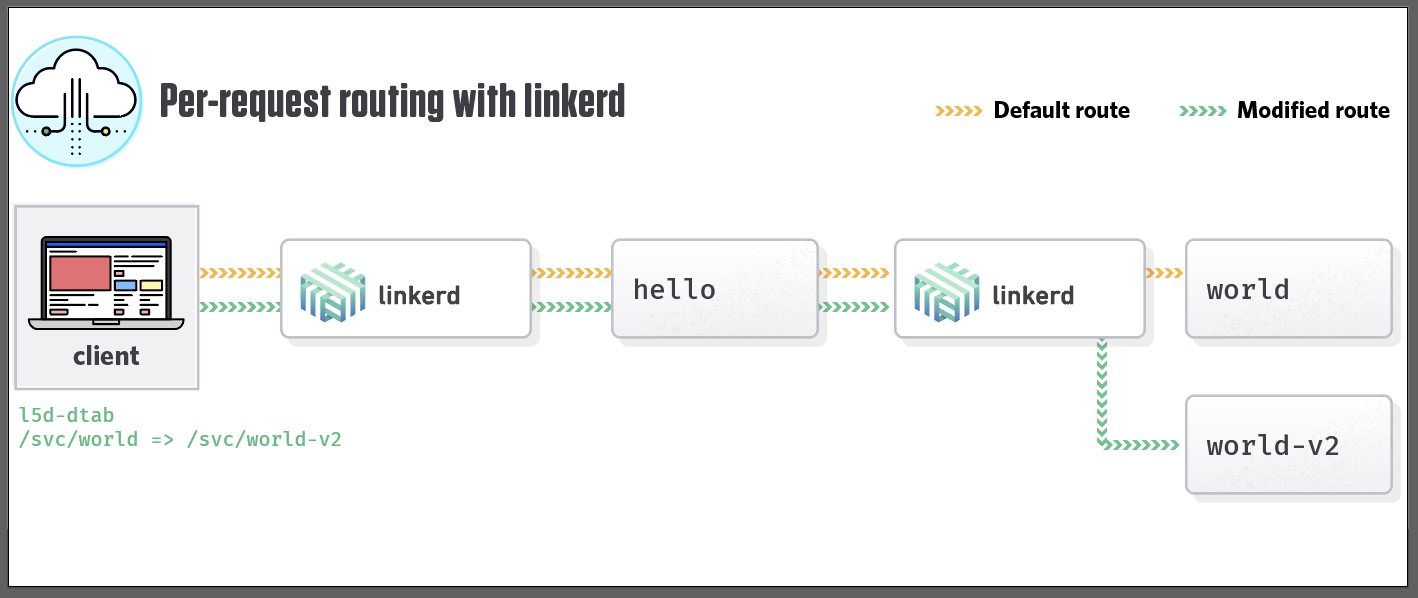 Per-request routing with linkerd
Default route
Modified route
linkerd
hello
linkerd
world
client
l5d-dtab
/svc/world => /svc/world-v2
world-v2